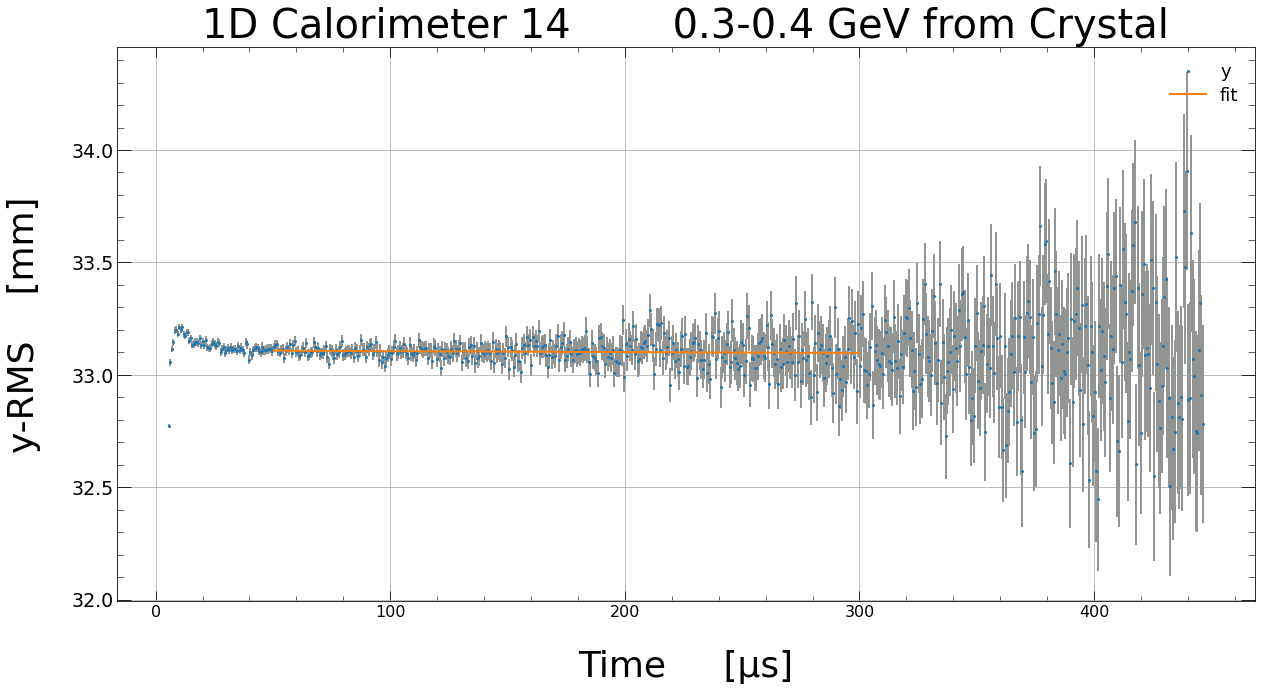 1D Calorimeter 14 0.3-0.4 GeV from Crystal
y
fit
y-RMS [mm]
34.0
33.5
33.0
32.5
32.0
0 100 200 300 400
Time [μs]